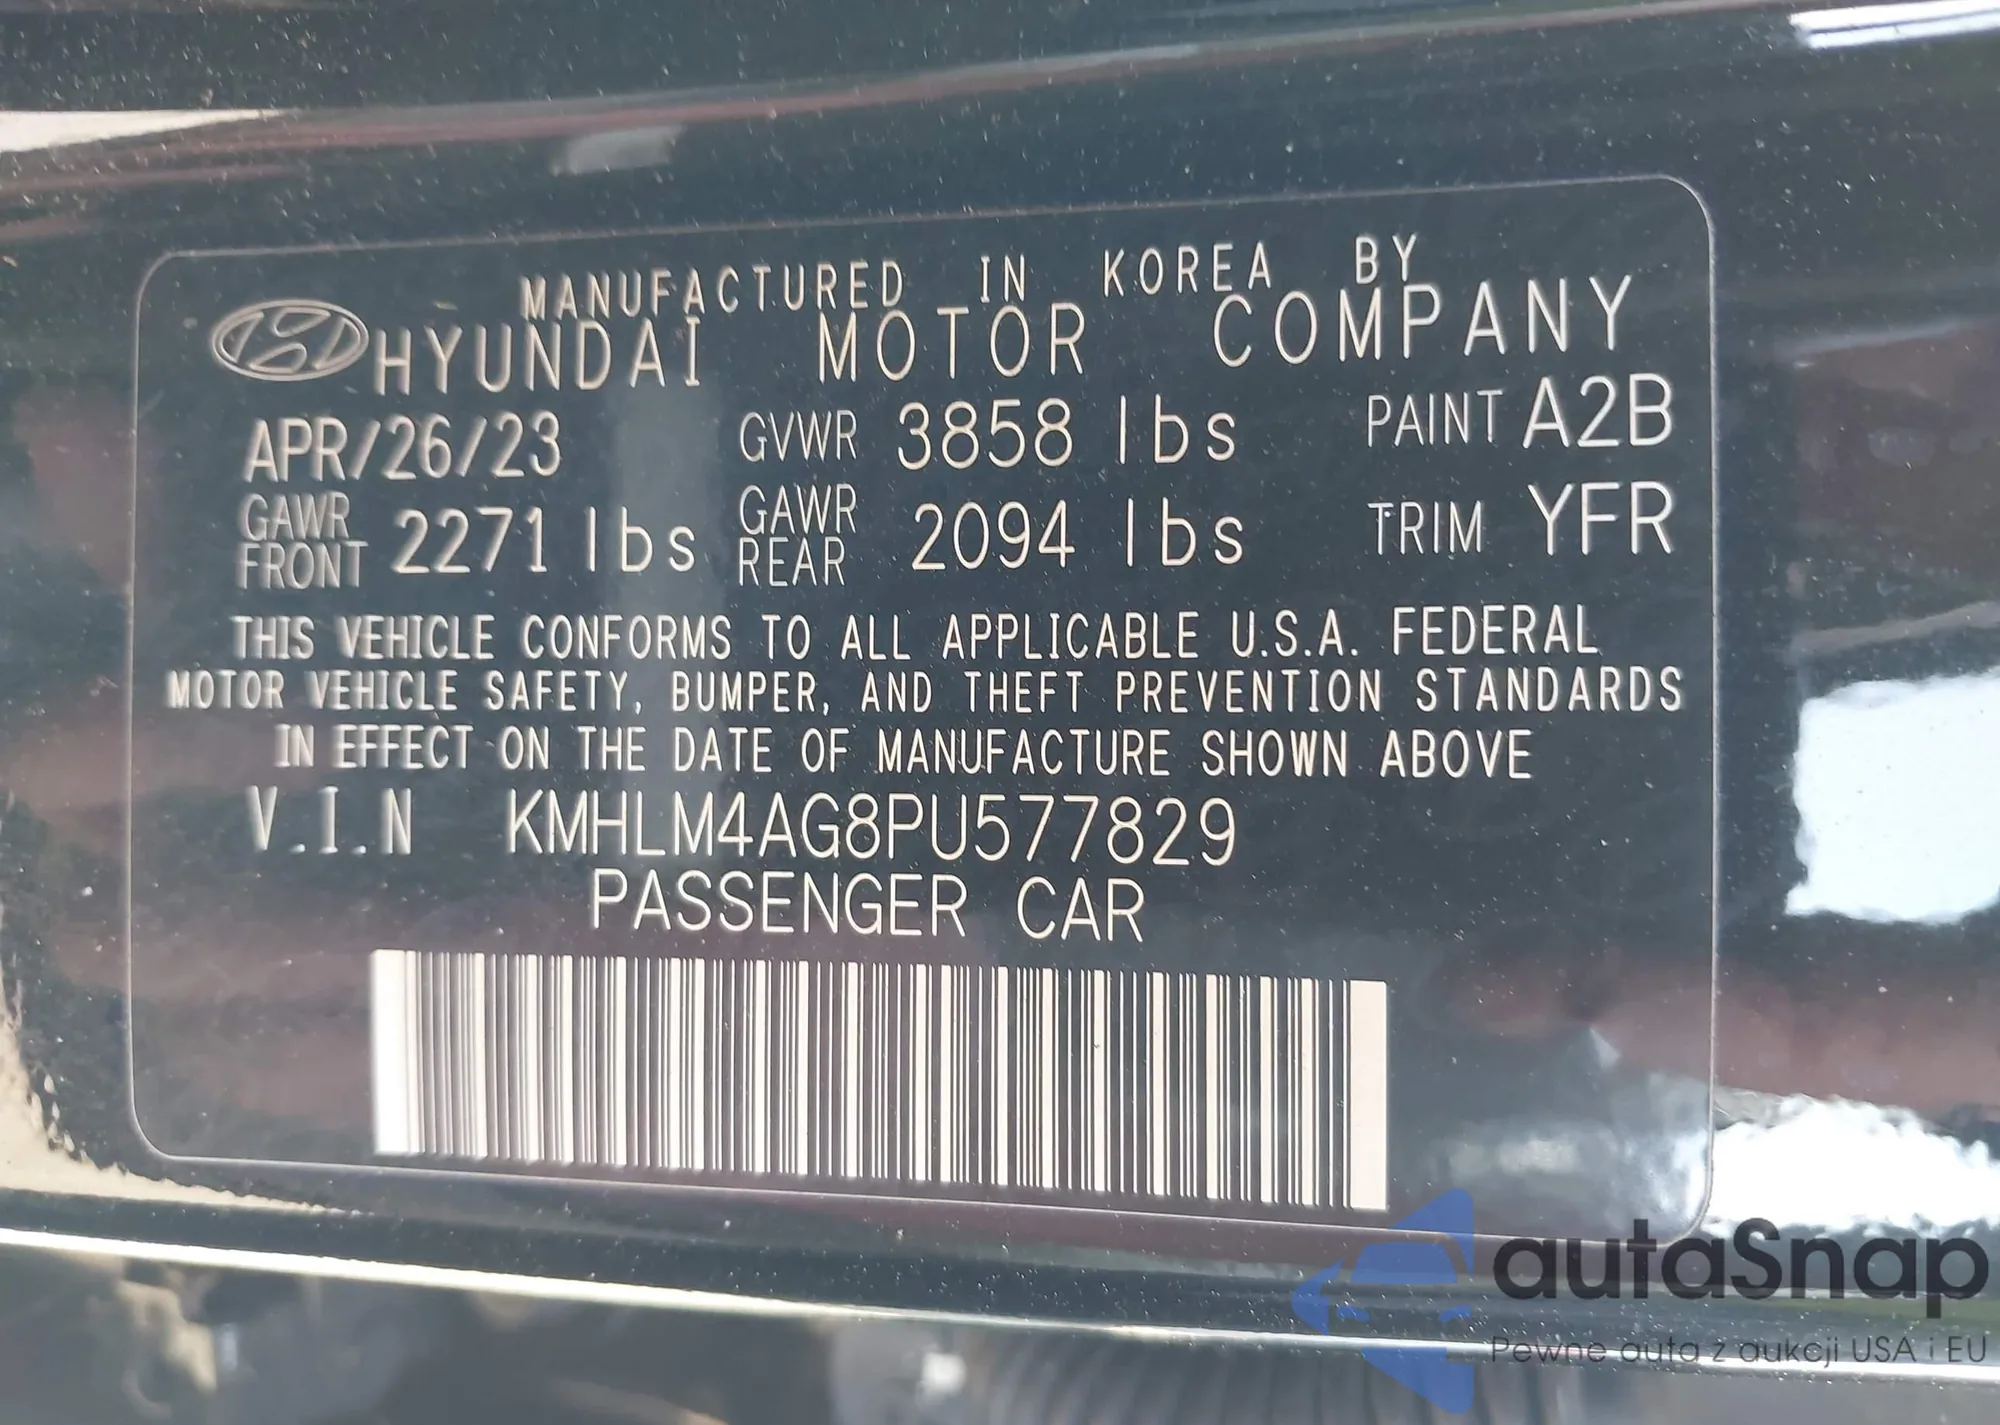 MANUFACTURED IN KOREA BY
HYUNDAI MOTOR COMPANY
APR/26/23 GVWR 3858 lbs PAINT A2B
GAWR FRONT 2271 lbs GAWR REAR 2094 lbs TRIM YFR
THIS VEHICLE CONFORMS TO ALL APPLICABLE U.S.A. FEDERAL
MOTOR VEHICLE SAFETY, BUMPER, AND THEFT PREVENTION STANDARDS
IN EFFECT ON THE DATE OF MANUFACTURE SHOWN ABOVE
V.I.N KMHLM4AG8PU577829
PASSENGER CAR
autaSnap
Pewne auta z aukcji USA i EU